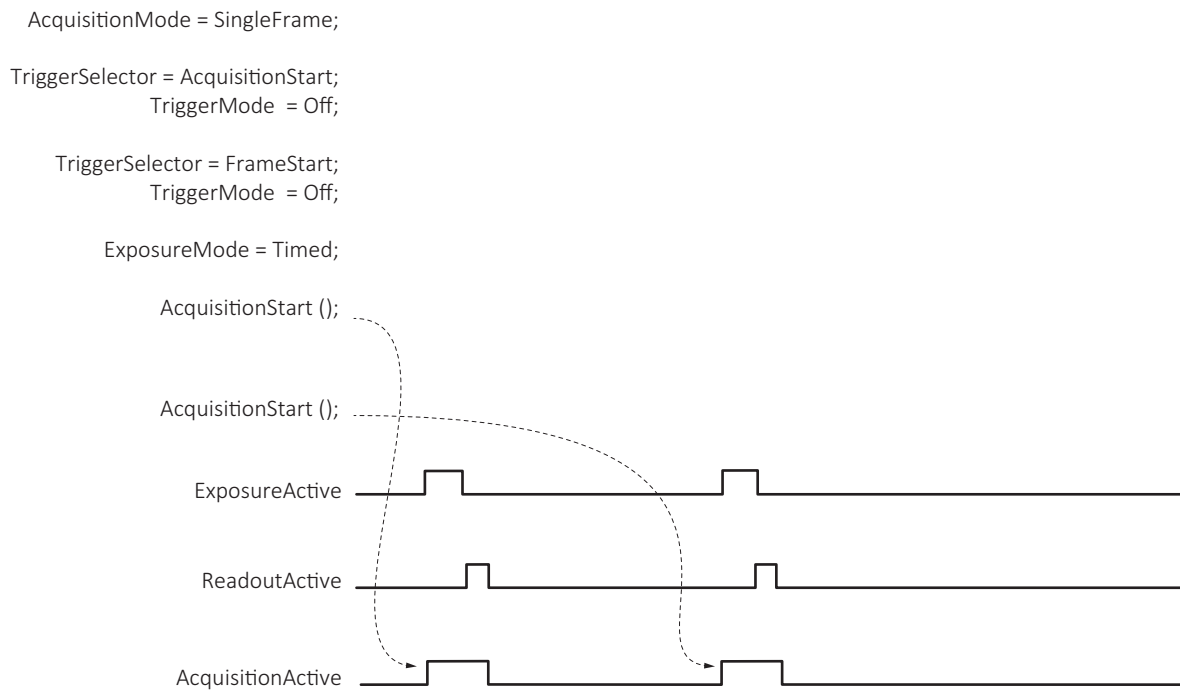 AcquisitionMode = SingleFrame;
TriggerSelector = AcquisitionStart;
TriggerMode = Off;
TriggerSelector = FrameStart;
TriggerMode = Off;
ExposureMode = Timed;
AcquisitionStart ();
AcquisitionStart ();
ExposureActive
ReadoutActive
AcquisitionActive